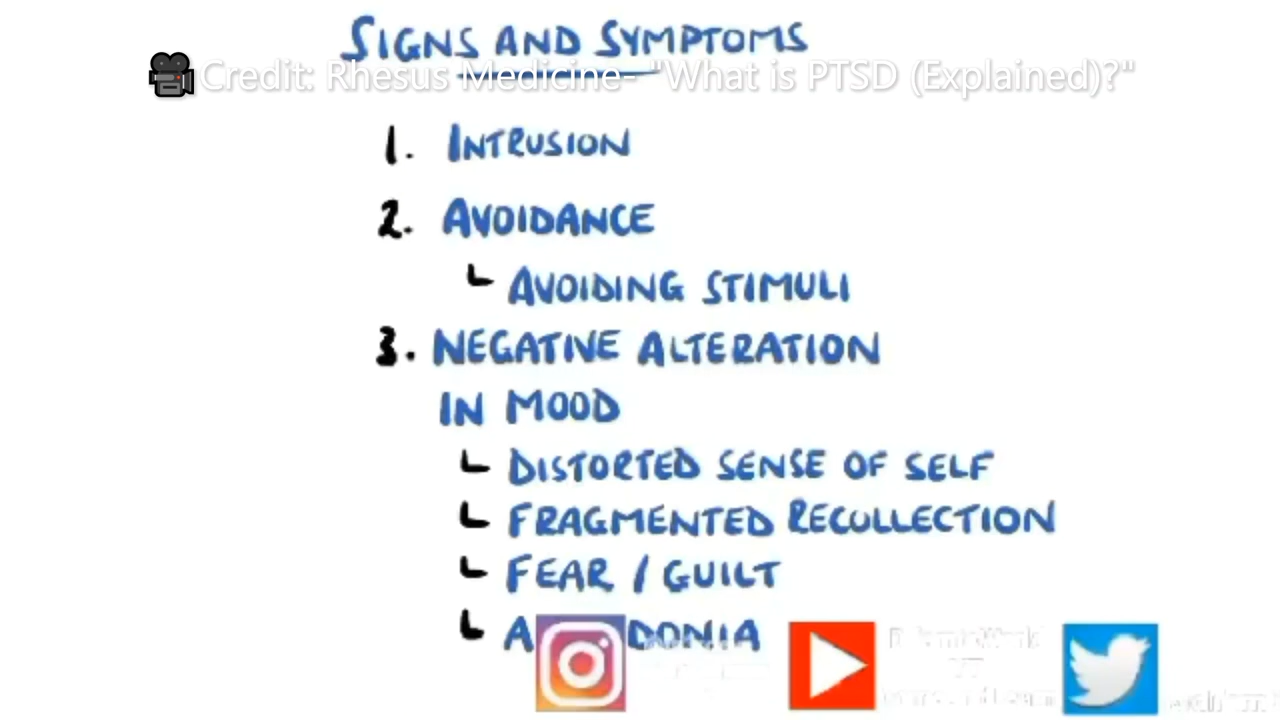 SIGNS AND SYMPTOMS
Credit: Rhesus Medicine- "What is PTSD (Explained)?"
1. INTRUSION
2. AVOIDANCE
AVOIDING STIMULI
3. NEGATIVE ALTERATION
IN MOOD
DISTORTED SENSE OF SELF
FRAGMENTED RECOLLECTION
FEAR / GUILT